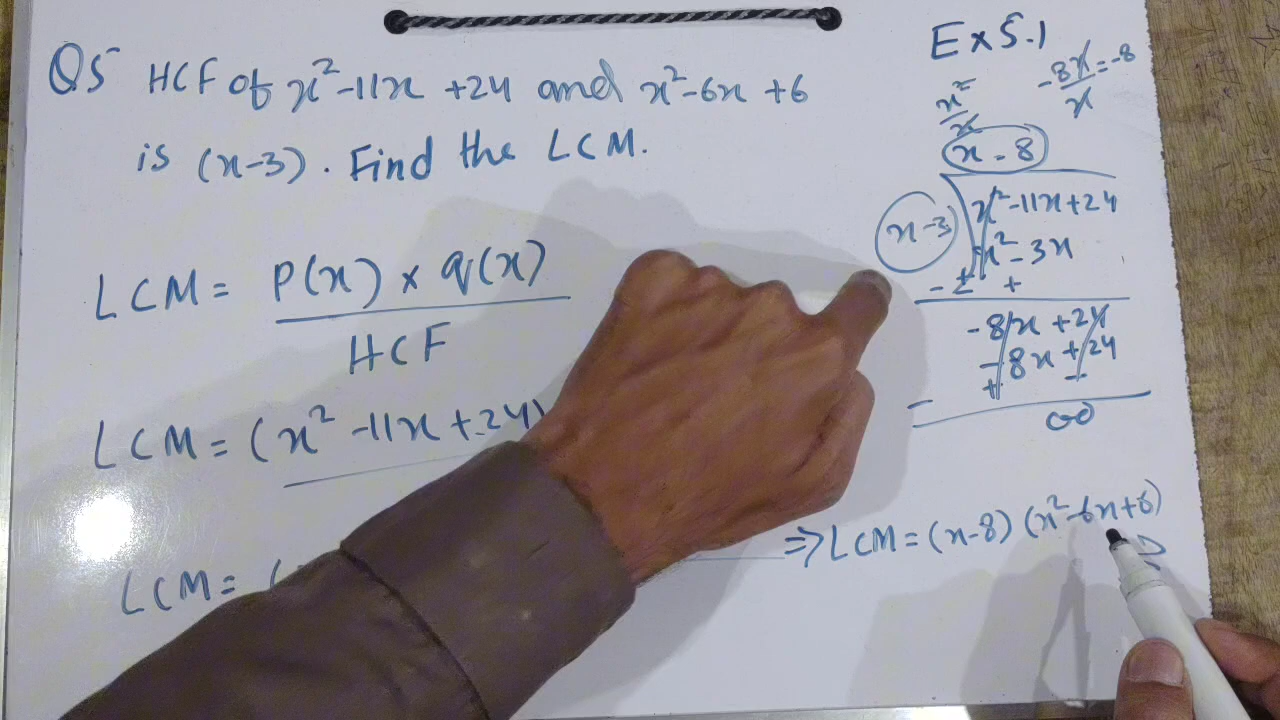 Q5 HCF of x²-11x +24 and x²-6x +6
is (x-3). Find the LCM.
LCM = P(x) × q(x)
HCF
LCM = (x² -11x +24)
LCM = (
Ex 5.1
x²/x
-8x/x = -8
x - 8
x-3 x²-11x+24
x²-3x
- ± +
-8x +24
-8x +24
+ -
00
⇒ LCM = (x-8) (x²-6x+6)